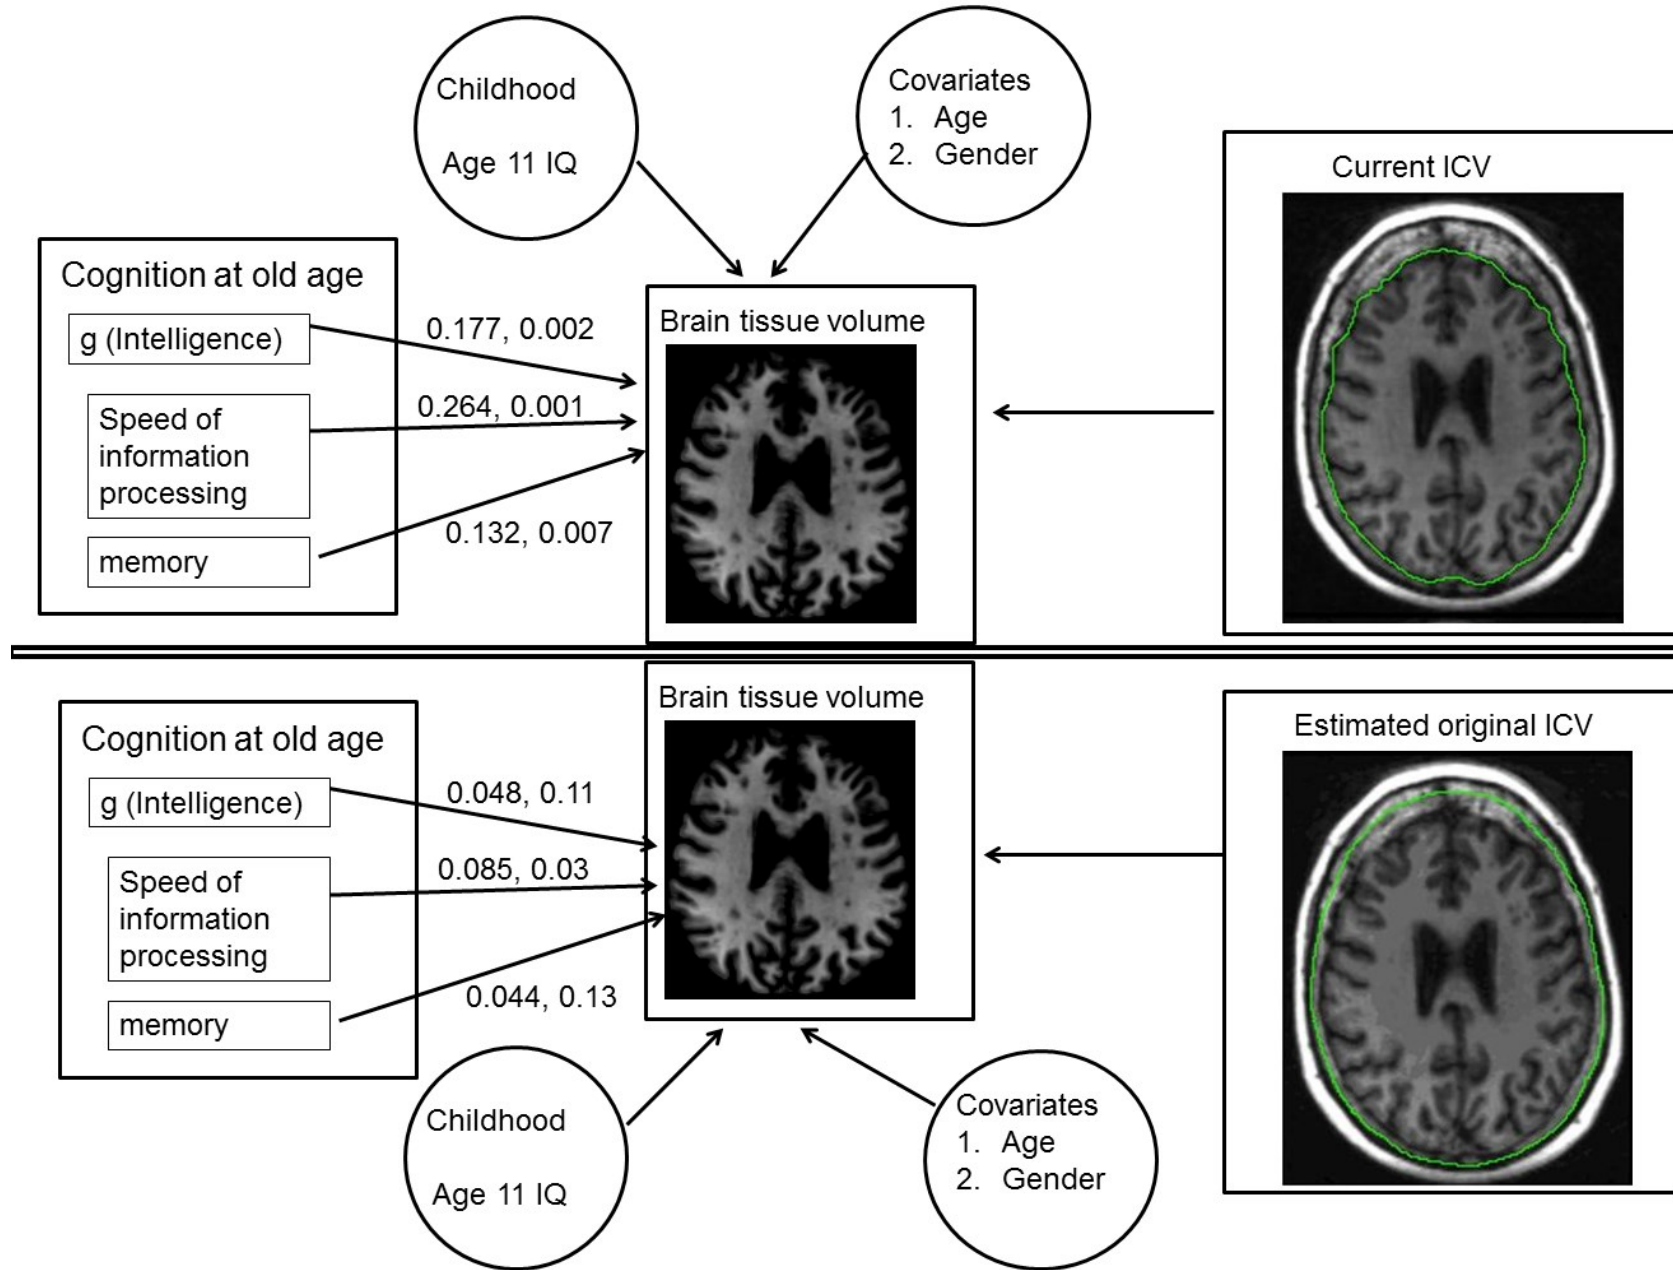 Childhood
Age 11 IQ
Covariates
1. Age
2. Gender
Current ICV
Cognition at old age
g (Intelligence)
Speed of
information
processing
memory
0.177, 0.002
0.264, 0.001
0.132, 0.007
Brain tissue volume
Brain tissue volume
Cognition at old age
g (Intelligence)
Speed of
information
processing
memory
0.048, 0.11
0.085, 0.03
0.044, 0.13
Estimated original ICV
Childhood
Age 11 IQ
Covariates
1. Age
2. Gender